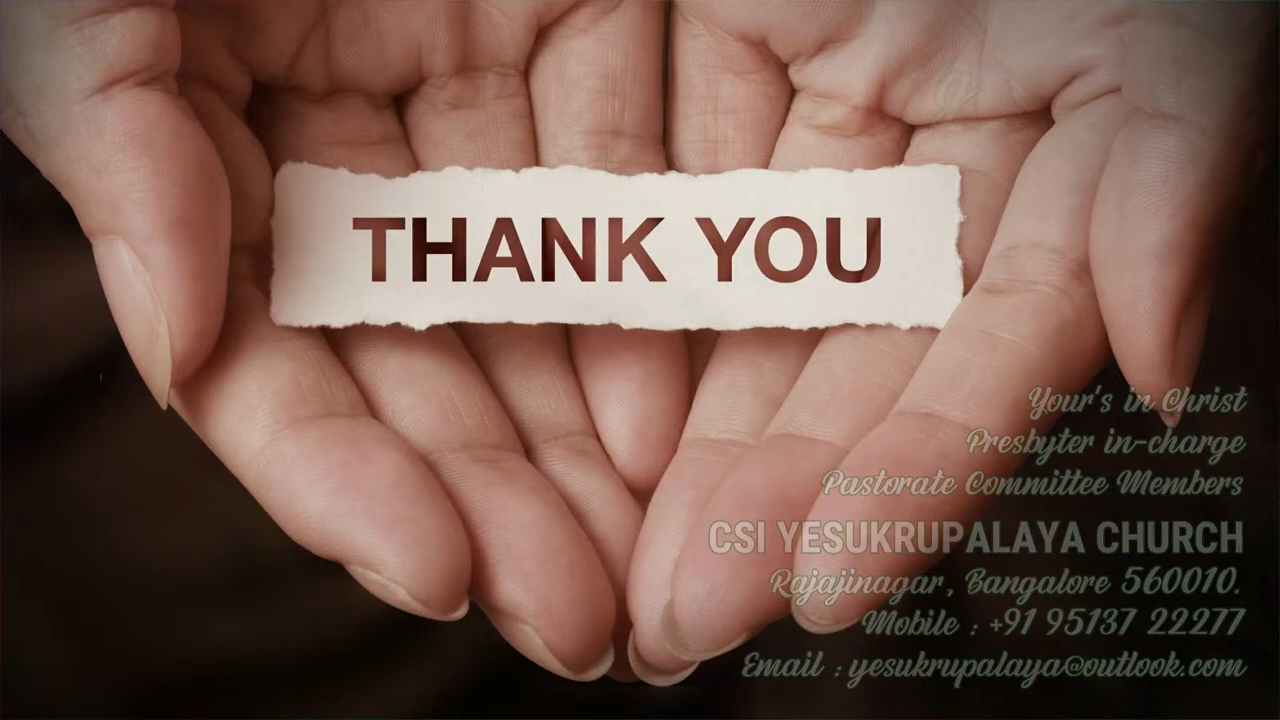 THANK YOU
Your's in Christ
Presbyter in-charge
Pastorate Committee Members
CSI YESUKRUPALAYA CHURCH
Rajajinagar, Bangalore 560010.
Mobile : +91 95137 22277
Email : yesukrupalaya@outlook.com